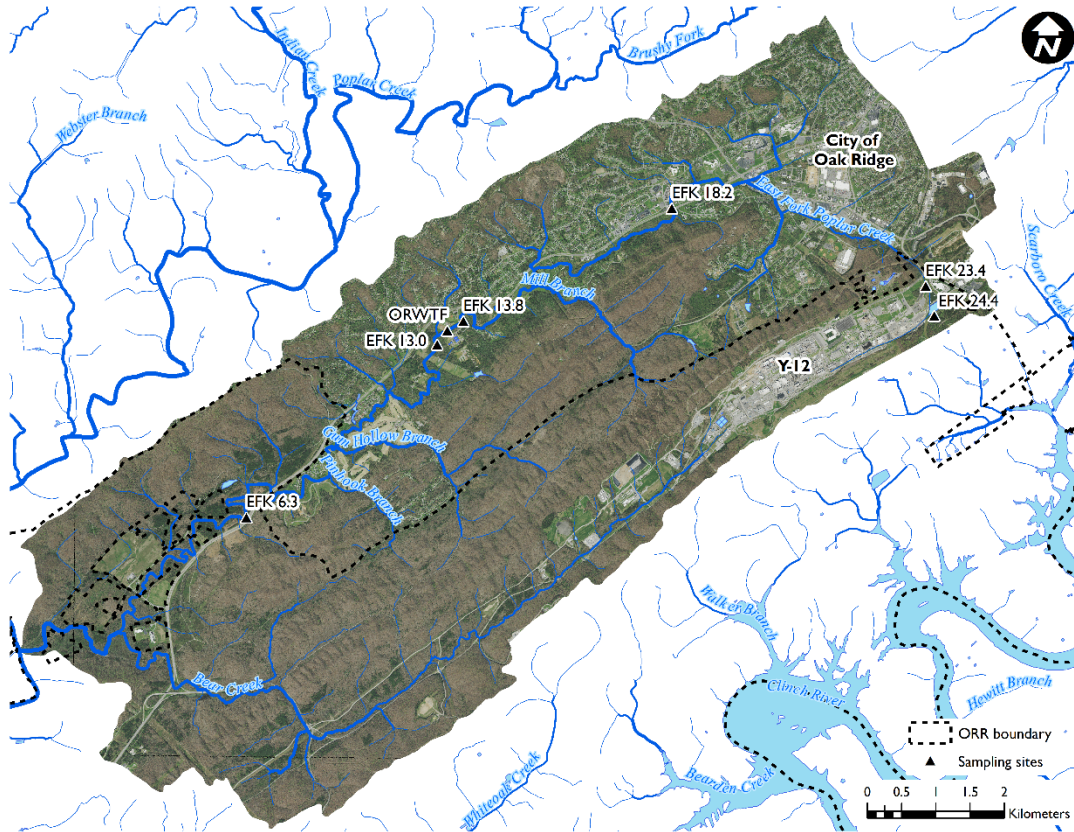 N
Indian Creek
Brushy Fork
Poplar Creek
Webster Branch
City of
Oak Ridge
EFK 18.2
East Fork Poplar Creek
Scarboro Creek
EFK 23.4
Mill Branch
EFK 13.8
ORWTF
EFK 24.4
EFK 13.0
Y-12
Gum Hollow Branch
Pinhook Branch
EFK 6.3
Walker Branch
Bear Creek
Clinch River
Hewitt Branch
ORR boundary
Sampling sites
Whiteoak Creek
Bearden Creek
0 0.5 1 2
Kilometers